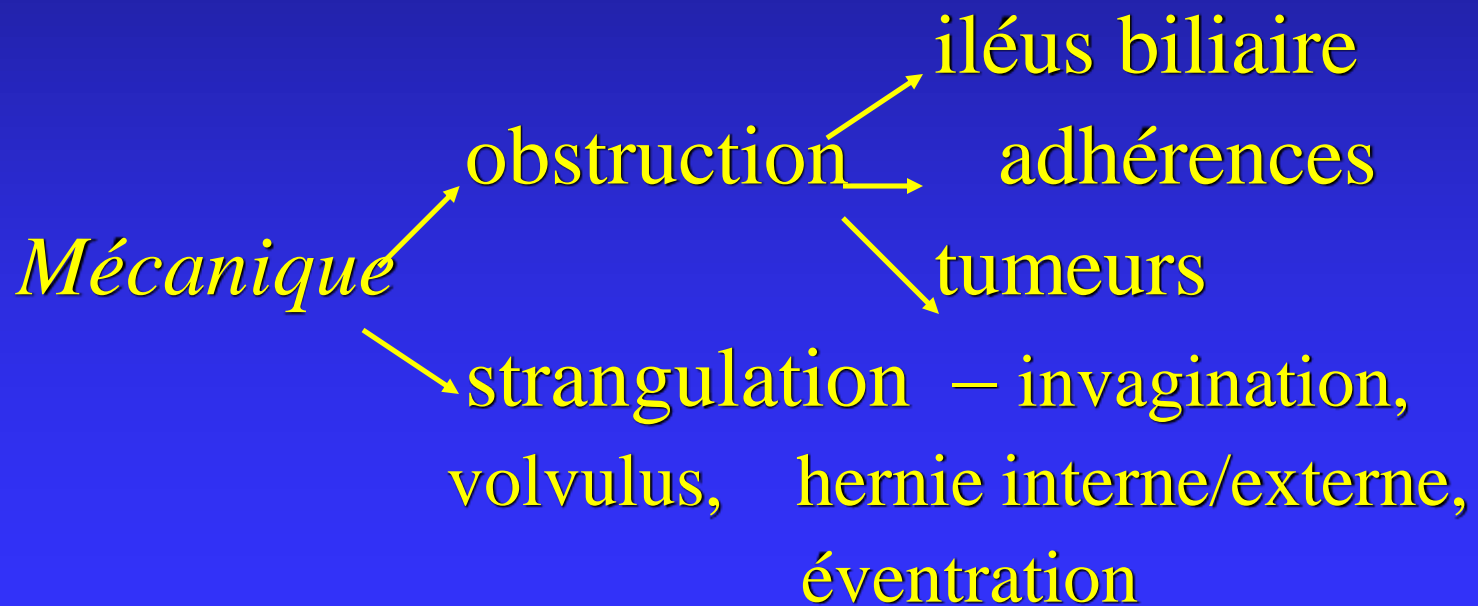 iléus biliaire
obstruction adhérences
Mécanique tumeurs
strangulation – invagination,
volvulus, hernie interne/externe,
éventration